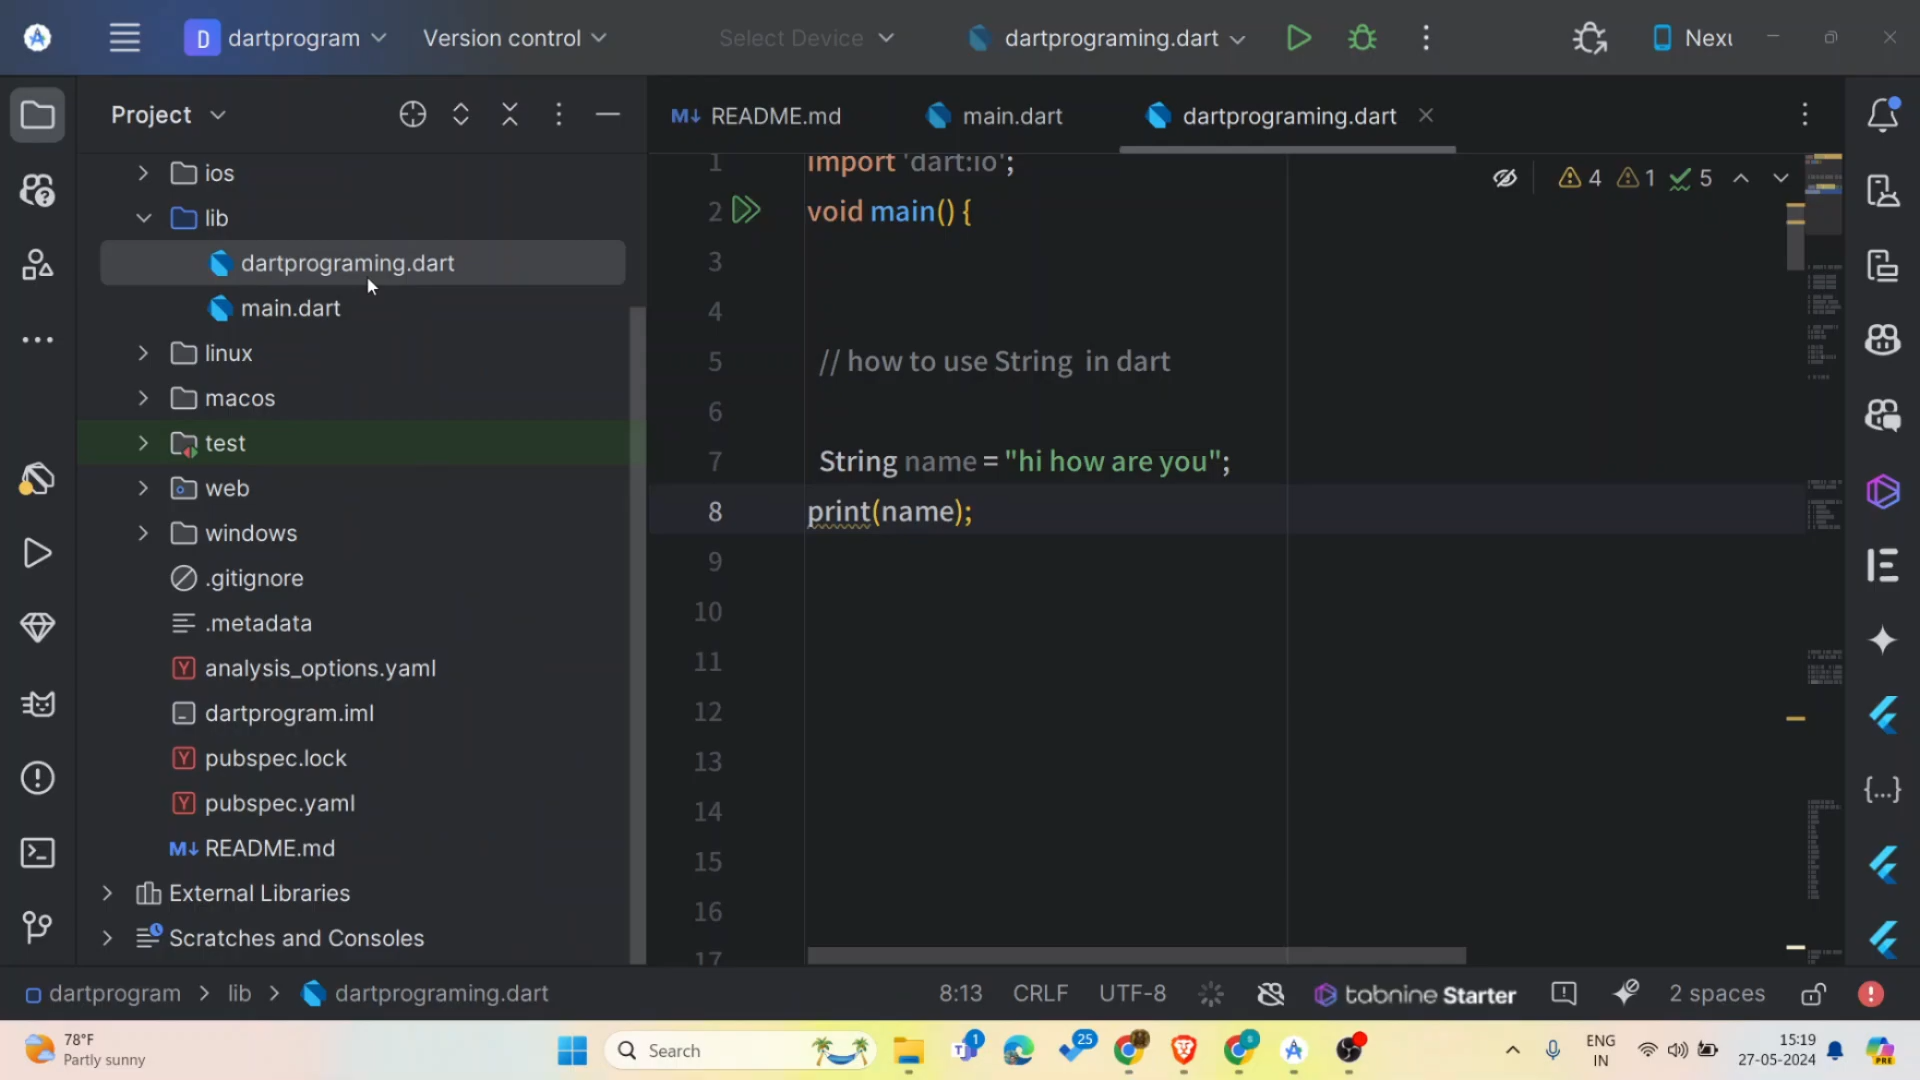 D dartprogram
Version control
Select Device
dartprograming.dart
Nexu
Project
README.md
main.dart
dartprograming.dart
ios
lib
dartprograming.dart
main.dart
linux
macos
test
web
windows
.gitignore
.metadata
analysis_options.yaml
dartprogram.iml
pubspec.lock
pubspec.yaml
README.md
External Libraries
Scratches and Consoles
4 1 5
1 import 'dart:io';
2 void main() {
3
4
5 // how to use String  in dart
6
7 String name = "hi how are you";
8 print(name);
9
10
11
12
13
14
15
16
17
dartprogram > lib > dartprograming.dart
8:13 CRLF UTF-8 tabnine Starter 2 spaces
78°F
Partly sunny
Search
1
25
ENG
IN
15:19
27-05-2024
PRE